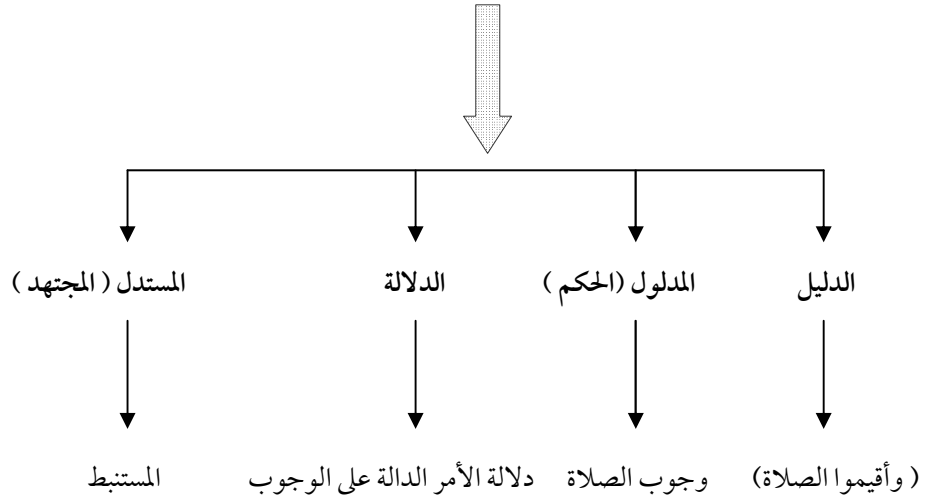 الدليل المدلول (الحكم ) الدلالة المستدل ( المجتهد )
( وأقيموا الصلاة) وجوب الصلاة دلالة الأمر الدالة على الوجوب المستنبط